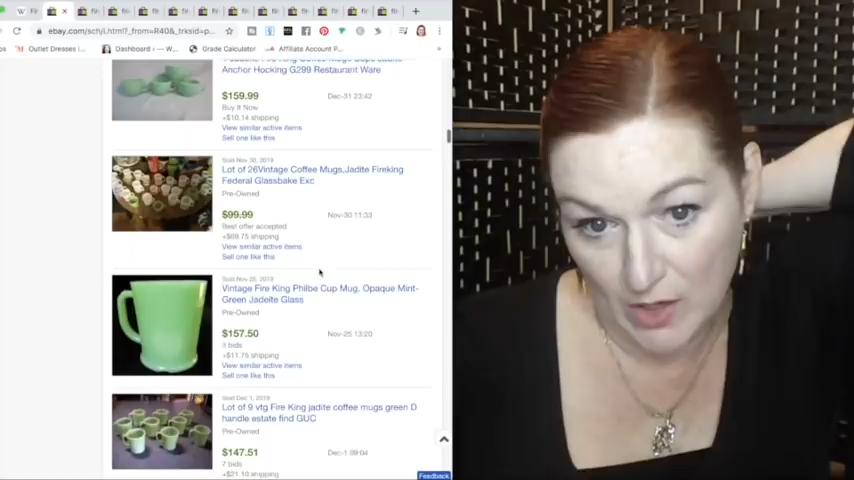 ebay.com/sch/i.html?_from=R40&_trksid=p...
Outlet Dresses |...
Dashboard ‹ — W...
Grade Calculator
Affiliate Account P...
Anchor Hocking G299 Restaurant Ware
$159.99
Dec-31 23:42
Buy It Now
+$10.14 shipping
View similar active items
Sell one like this
Sold Nov 30, 2019
Lot of 26Vintage Coffee Mugs,Jadite Fireking
Federal Glassbake Exc
Pre-Owned
$99.99
Nov-30 11:33
Best offer accepted
+$69.75 shipping
View similar active items
Sell one like this
Sold Nov 25, 2019
Vintage Fire King Philbe Cup Mug, Opaque Mint-
Green Jadeite Glass
Pre-Owned
$157.50
Nov-25 13:20
+$11.75 shipping
View similar active items
Sell one like this
Sold Dec 1, 2019
Lot of 9 vtg Fire King jadite coffee mugs green D
handle estate find GUC
Pre-Owned
$147.51
Dec-1 09:04
7 bids
+$21.10 shipping
Feedback